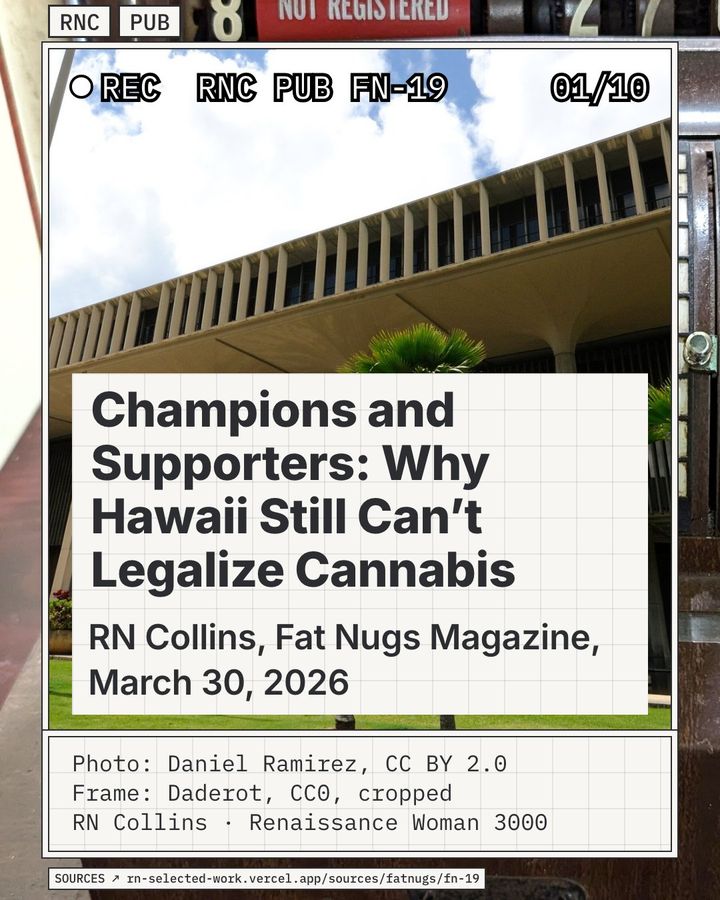 RNC PUB
8 NOT REGISTERED 27
REC RNC PUB FN-19 01/10
Champions and
Supporters: Why
Hawaii Still Can’t
Legalize Cannabis
RN Collins, Fat Nugs Magazine,
March 30, 2026
Photo: Daniel Ramirez, CC BY 2.0
Frame: Daderot, CC0, cropped
RN Collins · Renaissance Woman 3000
SOURCES ↗ rn-selected-work.vercel.app/sources/fatnugs/fn-19